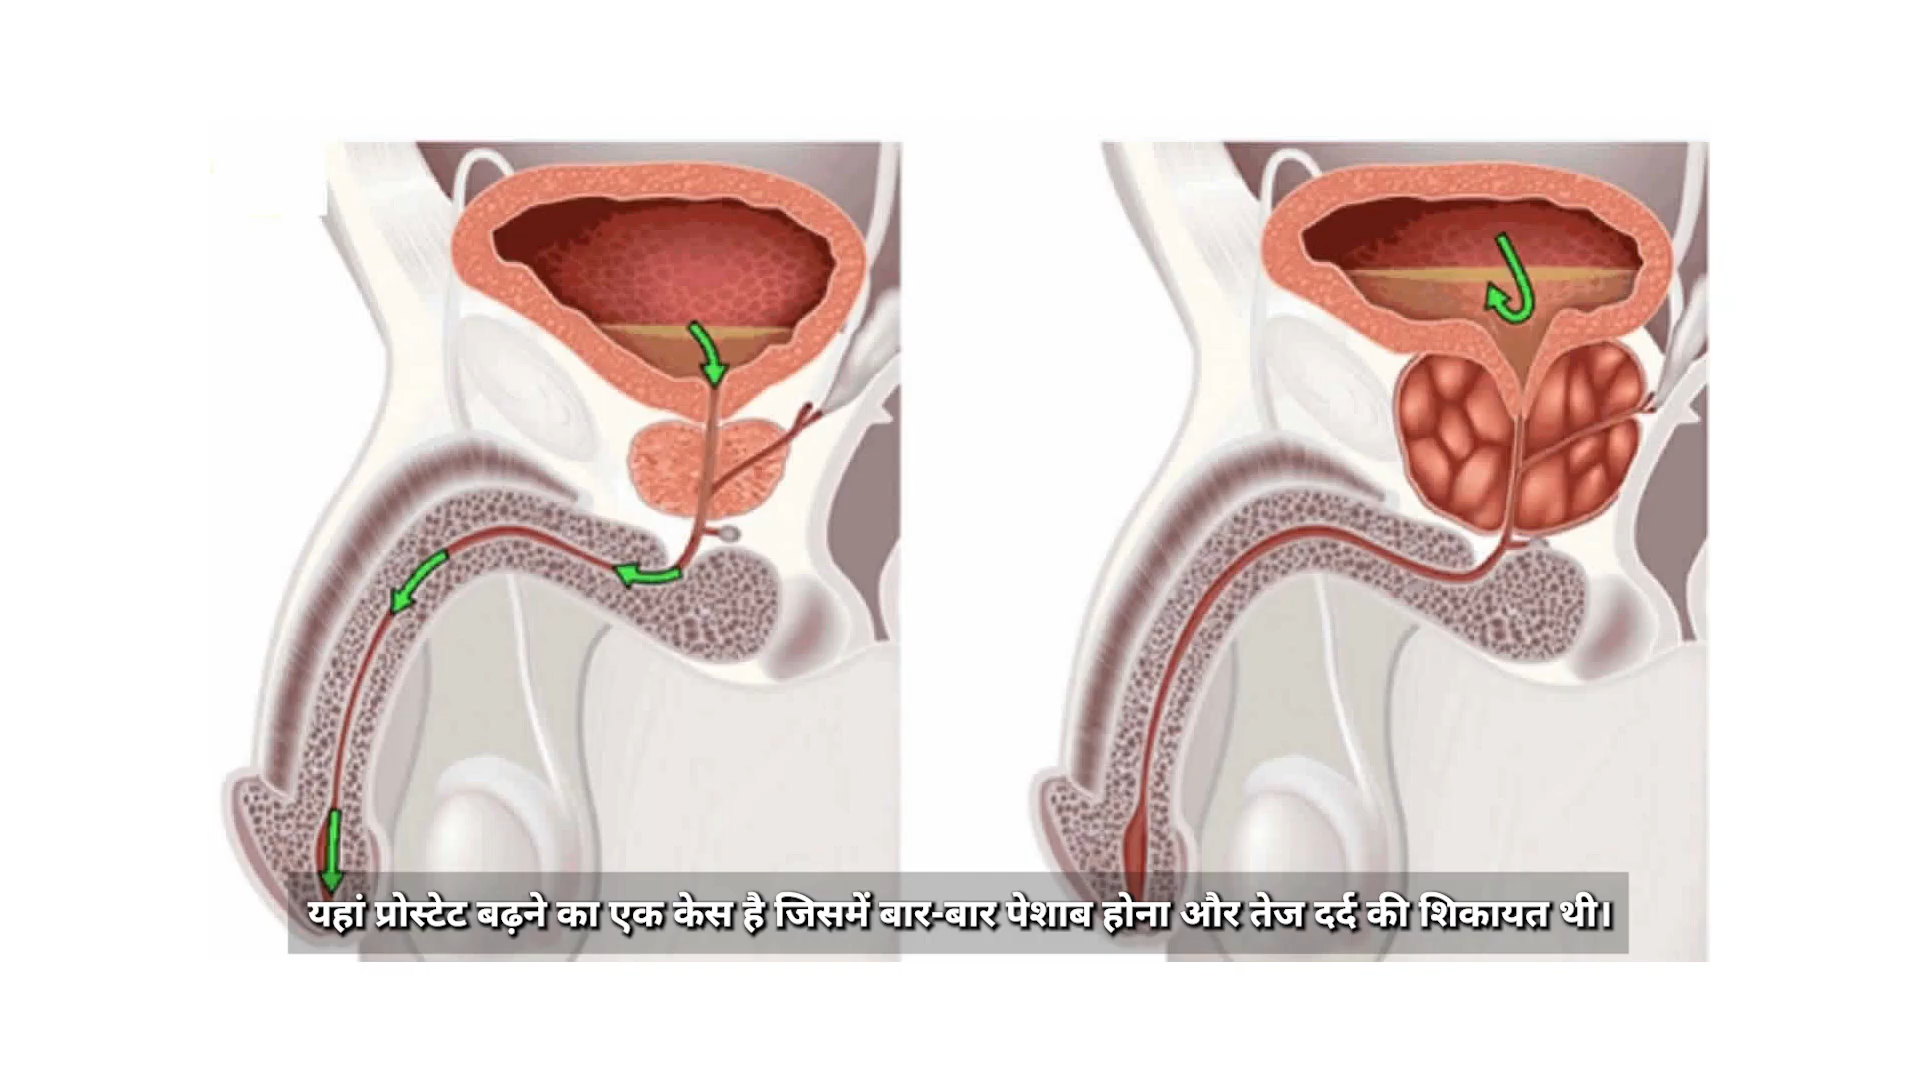 यहां प्रोस्टेट बढ़ने का एक केस है जिसमें बार-बार पेशाब होना और तेज दर्द की शिकायत थी।